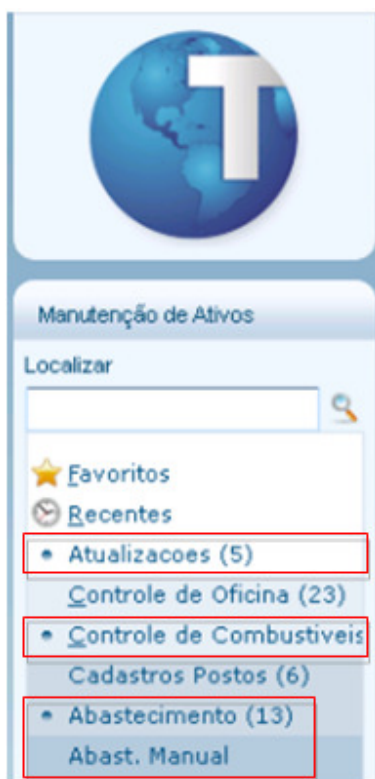 T
Manutenção de Ativos
Localizar
Favoritos
Recentes
Atualizacoes (5)
Controle de Oficina (23)
Controle de Combustiveis
Cadastros Postos (6)
Abastecimento (13)
Abast. Manual